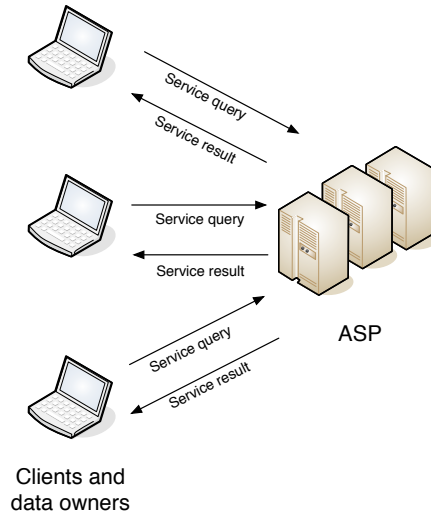 Service query
Service result
Service query
Service result
ASP
Service query
Service result
Clients and
data owners